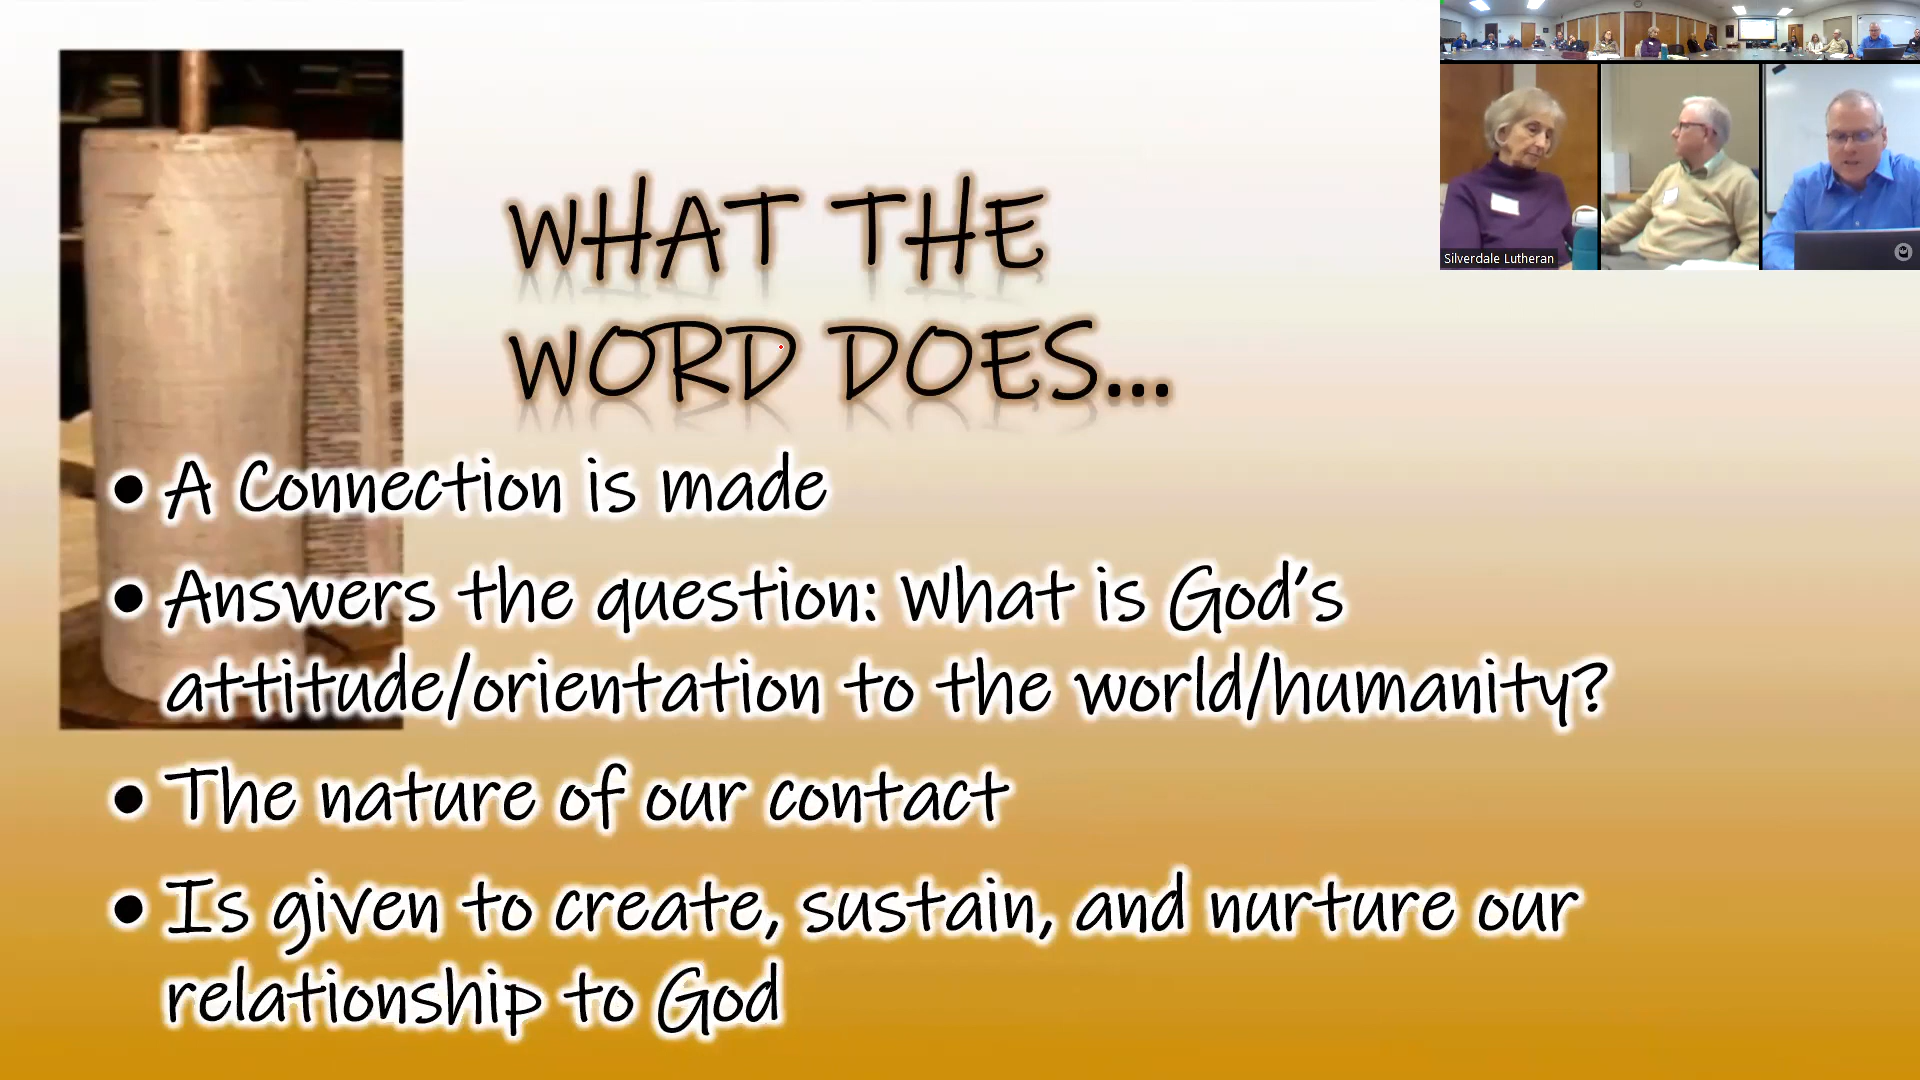 Silverdale Lutheran
WHAT THE
WORD DOES...
• A Connection is made
• Answers the question: What is God's
attitude/orientation to the world/humanity?
• The nature of our contact
• Is given to create, sustain, and nurture our
relationship to God